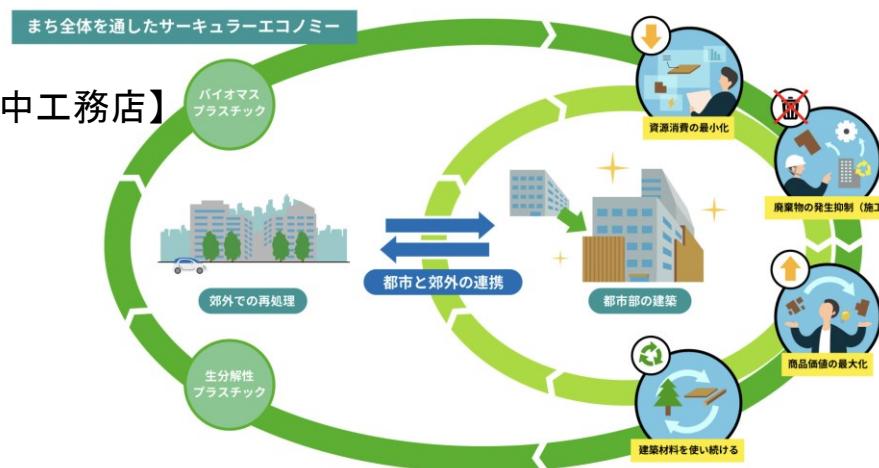 まち全体を通したサーキュラーエコノミー
中工務店】
バイオマス
プラスチック
資源消費の最小化
廃棄物の発生抑制（施工
都市と郊外の連携
郊外での再処理
都市部の建築
商品価値の最大化
生分解性
プラスチック
建築材料を使い続ける